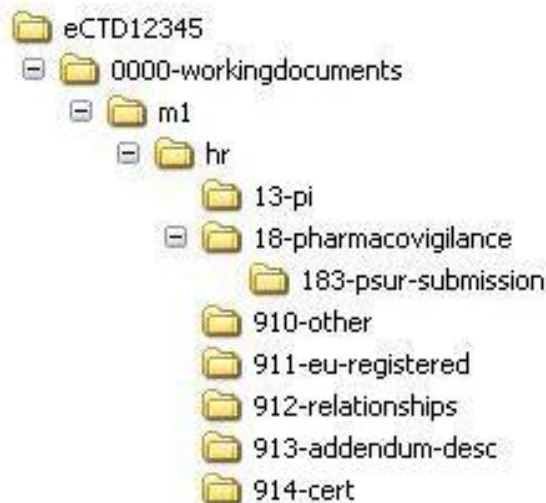 eCTD12345
0000-workingdocuments
m1
hr
13-pi
18-pharmacovigilance
183-psur-submission
910-other
911-eu-registered
912-relationships
913-addendum-desc
914-cert